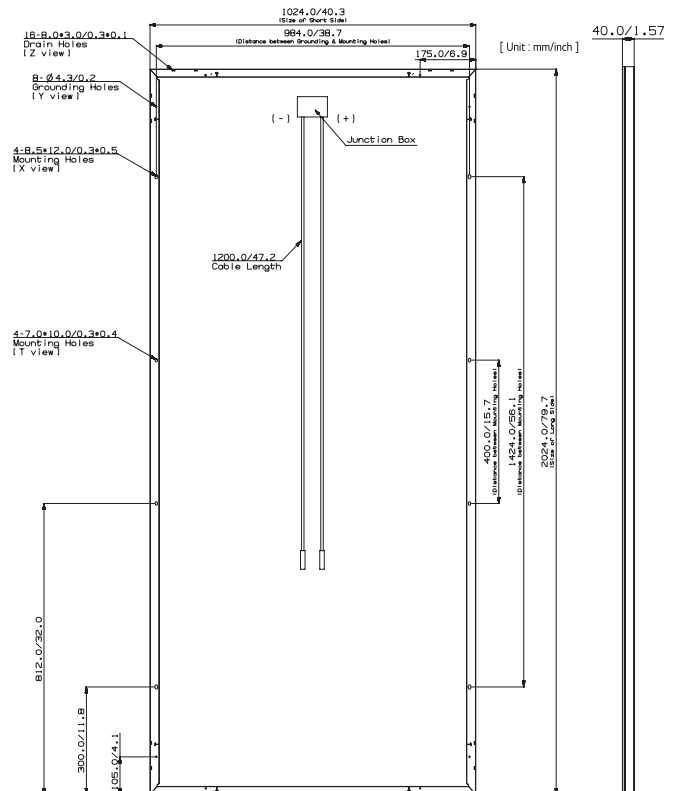 1024.0/40.3
(Size of Short Side)
984.0/38.7
(Distance between Grounding & Mounting Holes)
175.0/6.9
[ Unit : mm/inch ]
40.0/1.57
16-8.0*3.0/0.3*0.1
Drain Holes
[Z view]
8-Ø4.3/0.2
Grounding Holes
[Y view]
(-)
(+)
Junction Box
4-8.5*12.0/0.3*0.5
Mounting Holes
[X view]
1200.0/47.2
Cable Length
4-7.0*10.0/0.3*0.4
Mounting Holes
[T view]
400.0/15.7
(Distance between Mounting Holes)
1424.0/56.1
(Distance between Mounting Holes)
2024.0/79.7
(Size of Long Side)
812.0/32.0
300.0/11.8
105.0/4.1